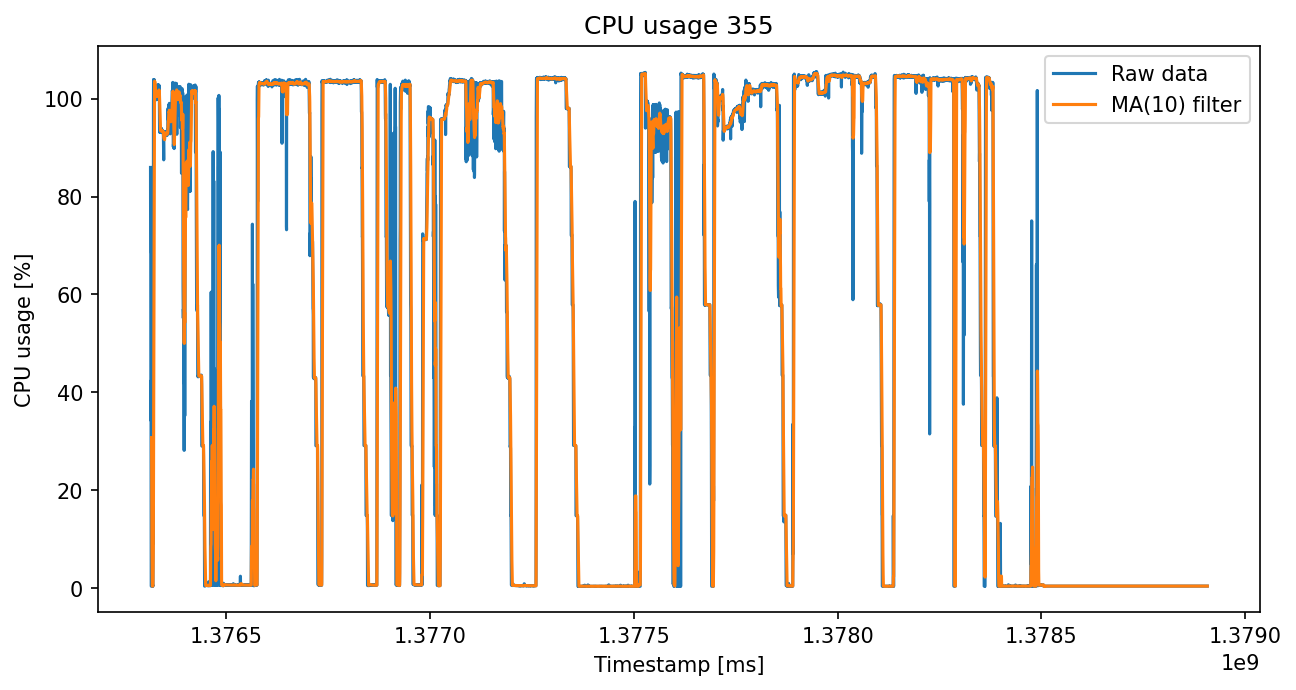 CPU usage 355
Raw data
MA(10) filter
CPU usage [%]
100
80
60
40
20
0
1.3765
1.3770
1.3775
1.3780
1.3785
1.3790
1e9
Timestamp [ms]